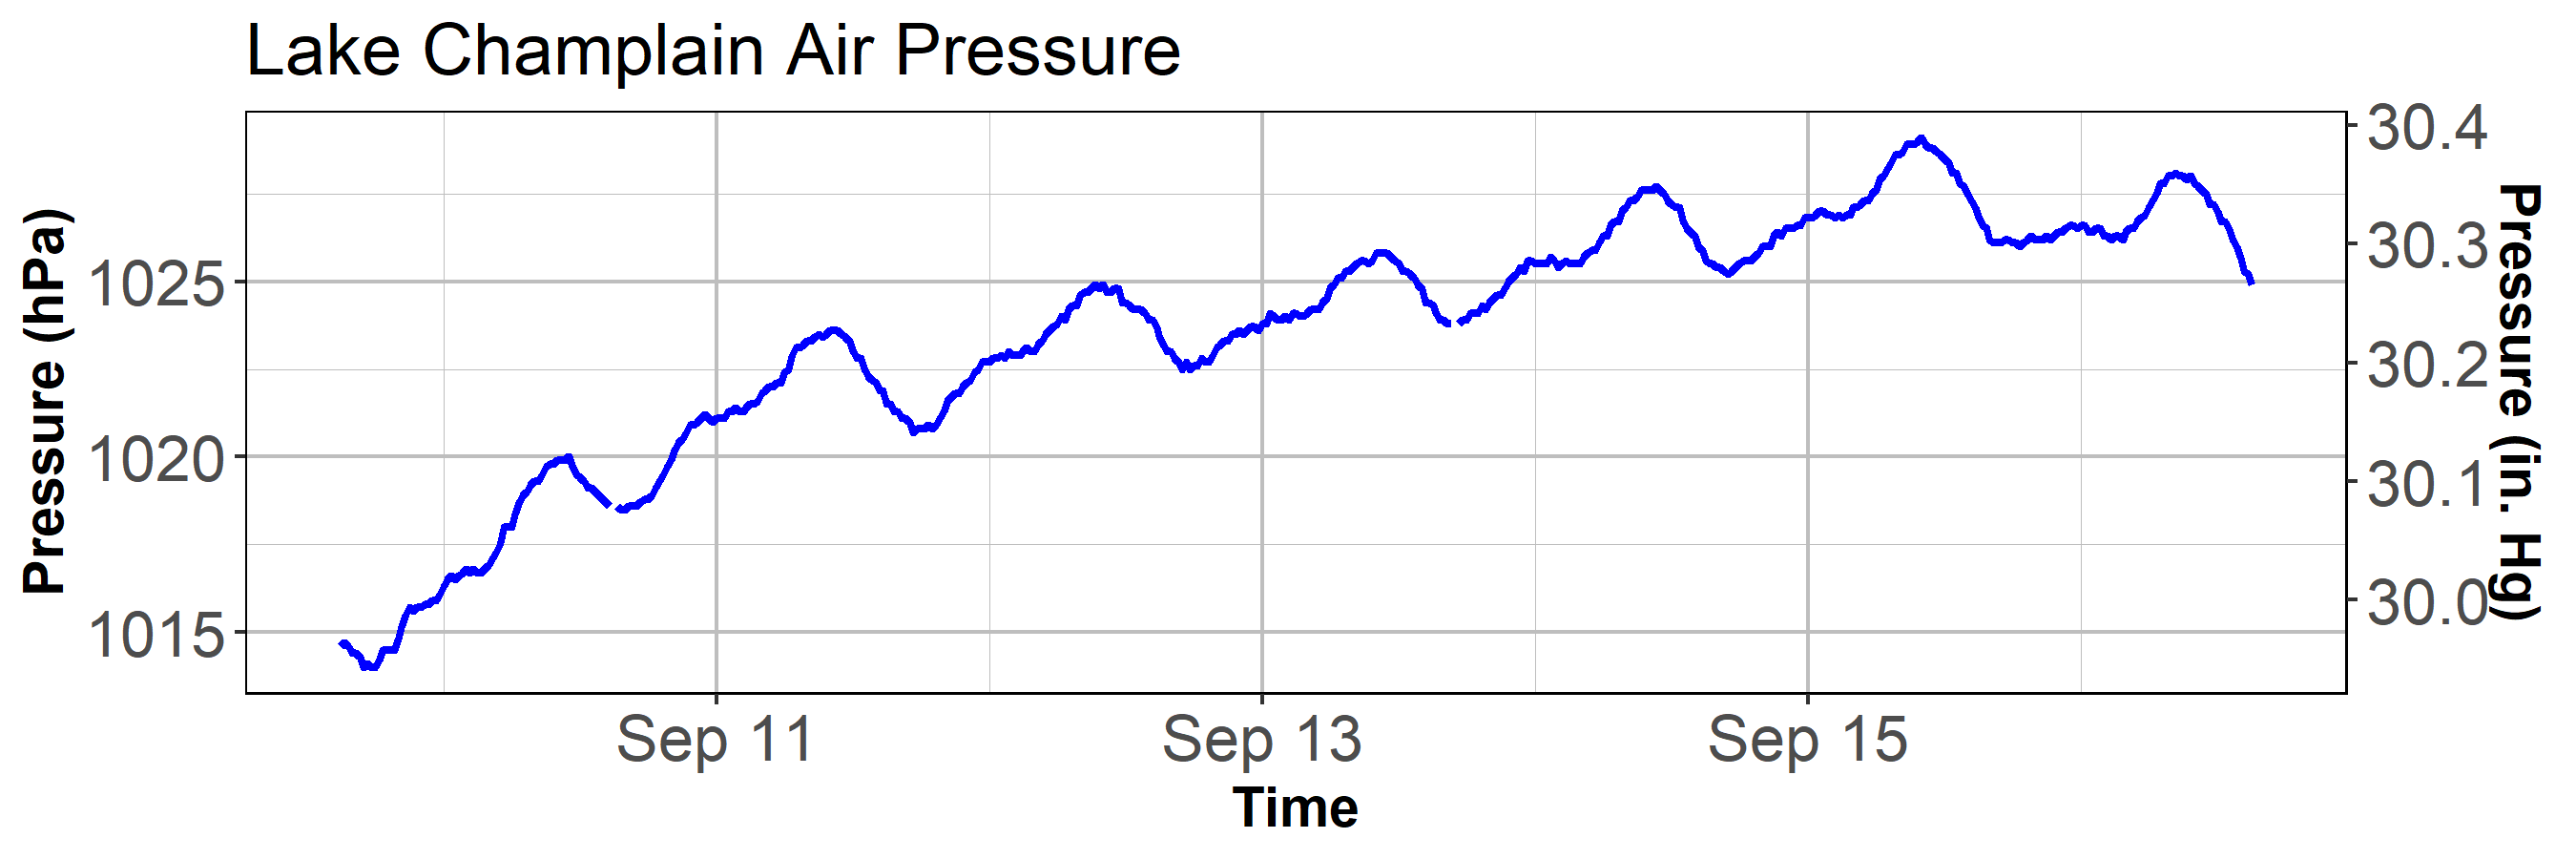 Lake Champlain Air Pressure
Pressure (hPa)
1025
1020
1015
30.4
30.3
30.2
30.1
30.0
Pressure (in. Hg)
Sep 11
Sep 13
Sep 15
Time